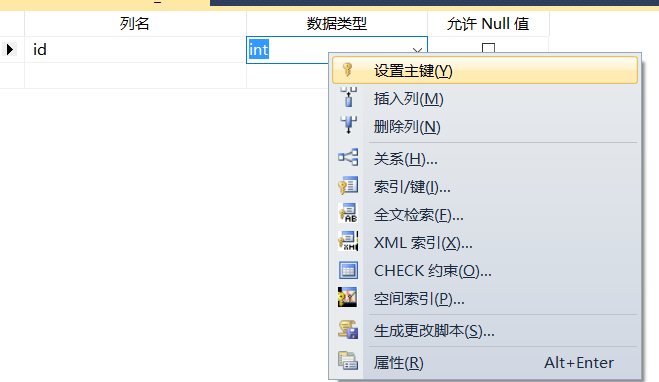 列名 数据类型 允许 Null 值
id int
设置主键(Y)
插入列(M)
删除列(N)
关系(H)...
索引/键(I)...
全文检索(F)...
XML 索引(X)...
CHECK 约束(O)...
空间索引(P)...
生成更改脚本(S)...
属性(R) Alt+Enter